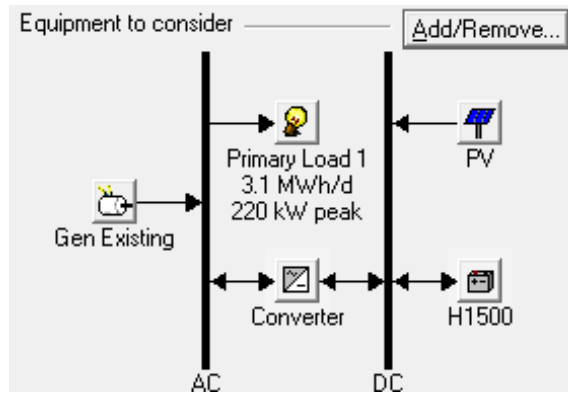 Equipment to consider
Add/Remove...
Primary Load 1
3.1 MWh/d
220 kW peak
PV
Gen Existing
Converter
H1500
AC
DC